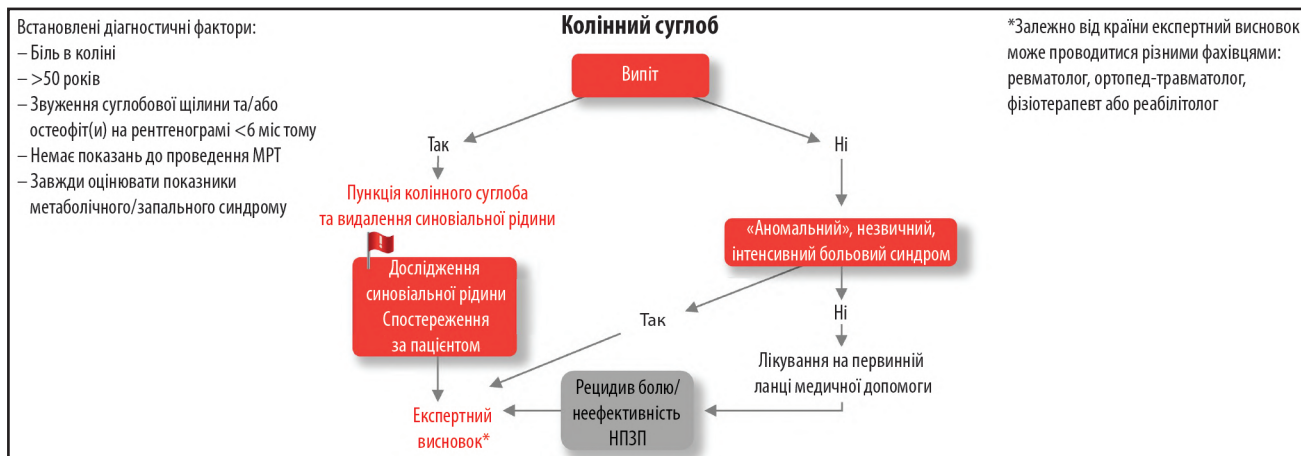 Встановлені діагностичні фактори:
– Біль в коліні
– >50 років
– Звуження суглобової щілини та/або
остеофіт(и) на рентгенограмі <6 міс тому
– Немає показань до проведення МРТ
– Завжди оцінювати показники
метаболічного/запального синдрому
Колінний суглоб
*Залежно від країни експертний висновок
може проводитися різними фахівцями:
ревматолог, ортопед-травматолог,
фізіотерапевт або реабілітолог
Випіт
Так
Ні
Пункція колінного суглоба
та видалення синовіальної рідини
«Аномальний», незвичний,
інтенсивний больовий синдром
!
Дослідження
синовіальної рідини
Спостереження
за пацієнтом
Так
Ні
Лікування на первинній
ланці медичної допомоги
Рецидив болю/
неефективність
НПЗП
Експертний
висновок*